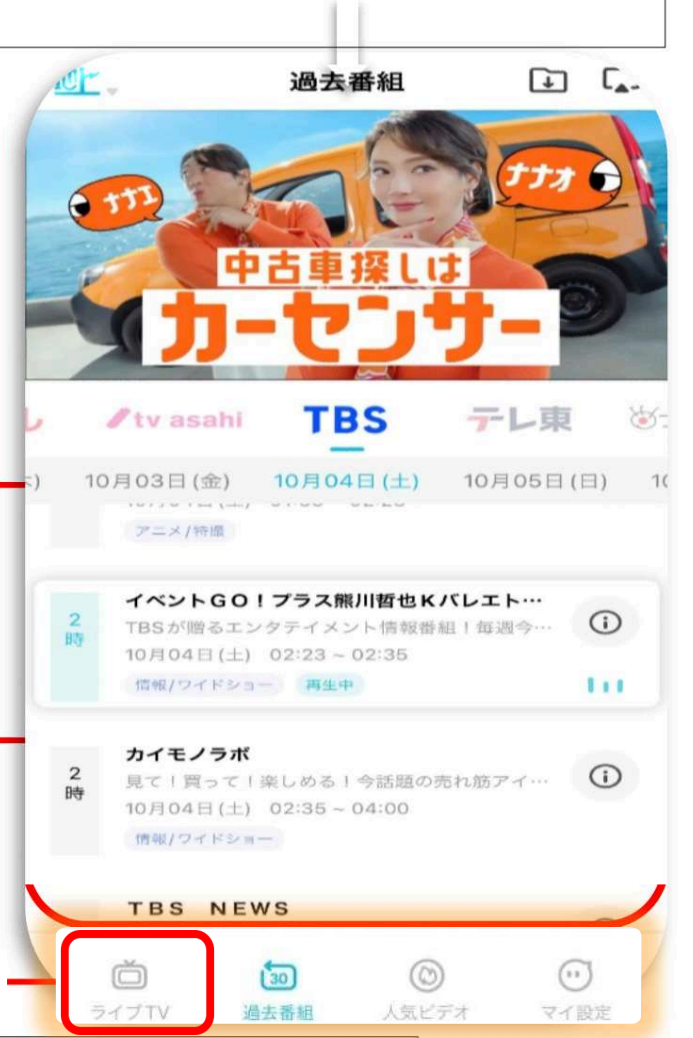 過去番組
ナナエ
ナナオ
中古車探しは
カーセンサー
tv asahi
TBS
テレ東
10月03日(金)
10月04日(土)
10月05日(日)
アニメ/特撮
2時
イベントGO!プラス熊川哲也Kバレエト…
TBSが贈るエンタテイメント情報番組!毎週今…
10月04日(土) 02:23 ~ 02:35
情報/ワイドショー 再生中
2時
カイモノラボ
見て!買って!楽しめる!今話題の売れ筋アイ…
10月04日(土) 02:35 ~ 04:00
情報/ワイドショー
TBS NEWS
30
ライブTV
過去番組
人気ビデオ
マイ設定